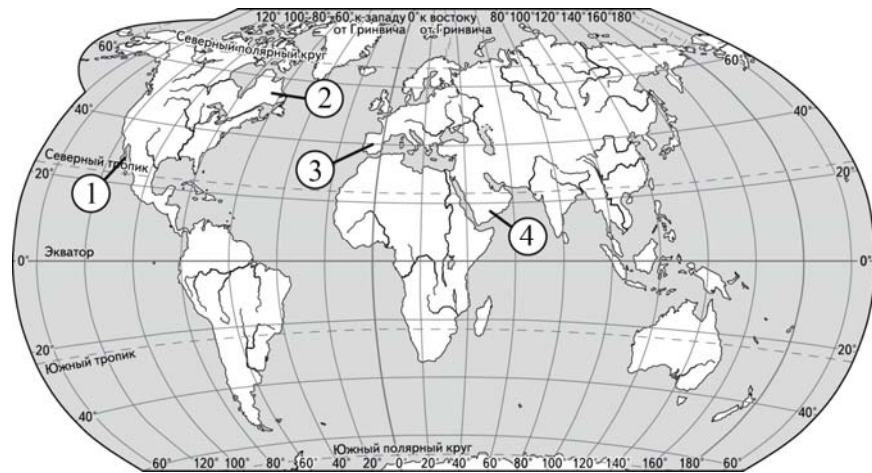 120° 100° 80° 60° к западу 0° к востоку 80° 100° 120° 140° 160° 180°
от Гринвича от Гринвича
Северный полярный круг
60° 60°
40° 40°
2
3
Северный тропик
20° 20°
1
4
Экватор
0° 0°
20° 20°
Южный тропик
40° 40°
Южный полярный круг
60° 120° 100° 80° 60° 40° 20° 0° 20° 40° 60° 80° 100° 120° 140° 160° 180° 60°